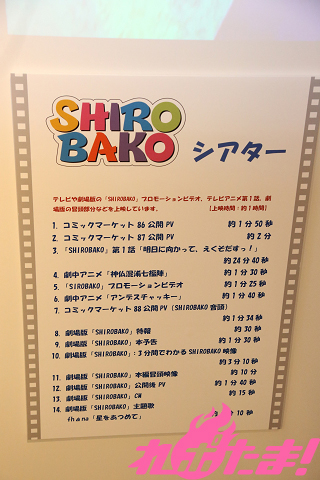 SHIRO
BAKO シアター
テレビや劇場版の「SHIROBAKO」プロモーションビデオ、テレビアニメ第1話、劇
場版の冒頭部分などを上映しています。 [上映時間:約1時間]
1. コミックマーケット 86 公開 PV 約 1 分 50 秒
2. コミックマーケット 87 公開 PV 約 2 分
3. 「SHIROBAKO」第1話「明日に向かって、えくそだすっ!」
約 24 分 40 秒
4. 劇中アニメ「神仏混淆七福陣」 約 1 分 30 秒
5. 「SIROBAKO」プロモーションビデオ 約 1 分 25 秒
6. 劇中アニメ「アンデスチャッキー」 約 1 分 40 秒
7. コミックマーケット 88 公開 PV (SHIROBAKO 音頭)
約 1 分 34 秒
8. 劇場版「SHIROBAKO」特報 約 30 秒
9. 劇場版「SHIROBAKO」本予告 約 1 分 30 秒
10. 劇場版「SHIROBAKO」:3分間でわかる SHIROBAKO 映像
約 3 分 10 秒
11. 劇場版「SHIROBAKO」本編冒頭映像 約 10 分
12. 劇場版「SHIROBAKO」公開後 PV 約 1 分 40 秒
13. 劇場版「SHIROBAKO」CM 約 15 秒
14. 劇場版「SHIROBAKO」主題歌
fhána「星をあつめて」 10 秒
れポたま!